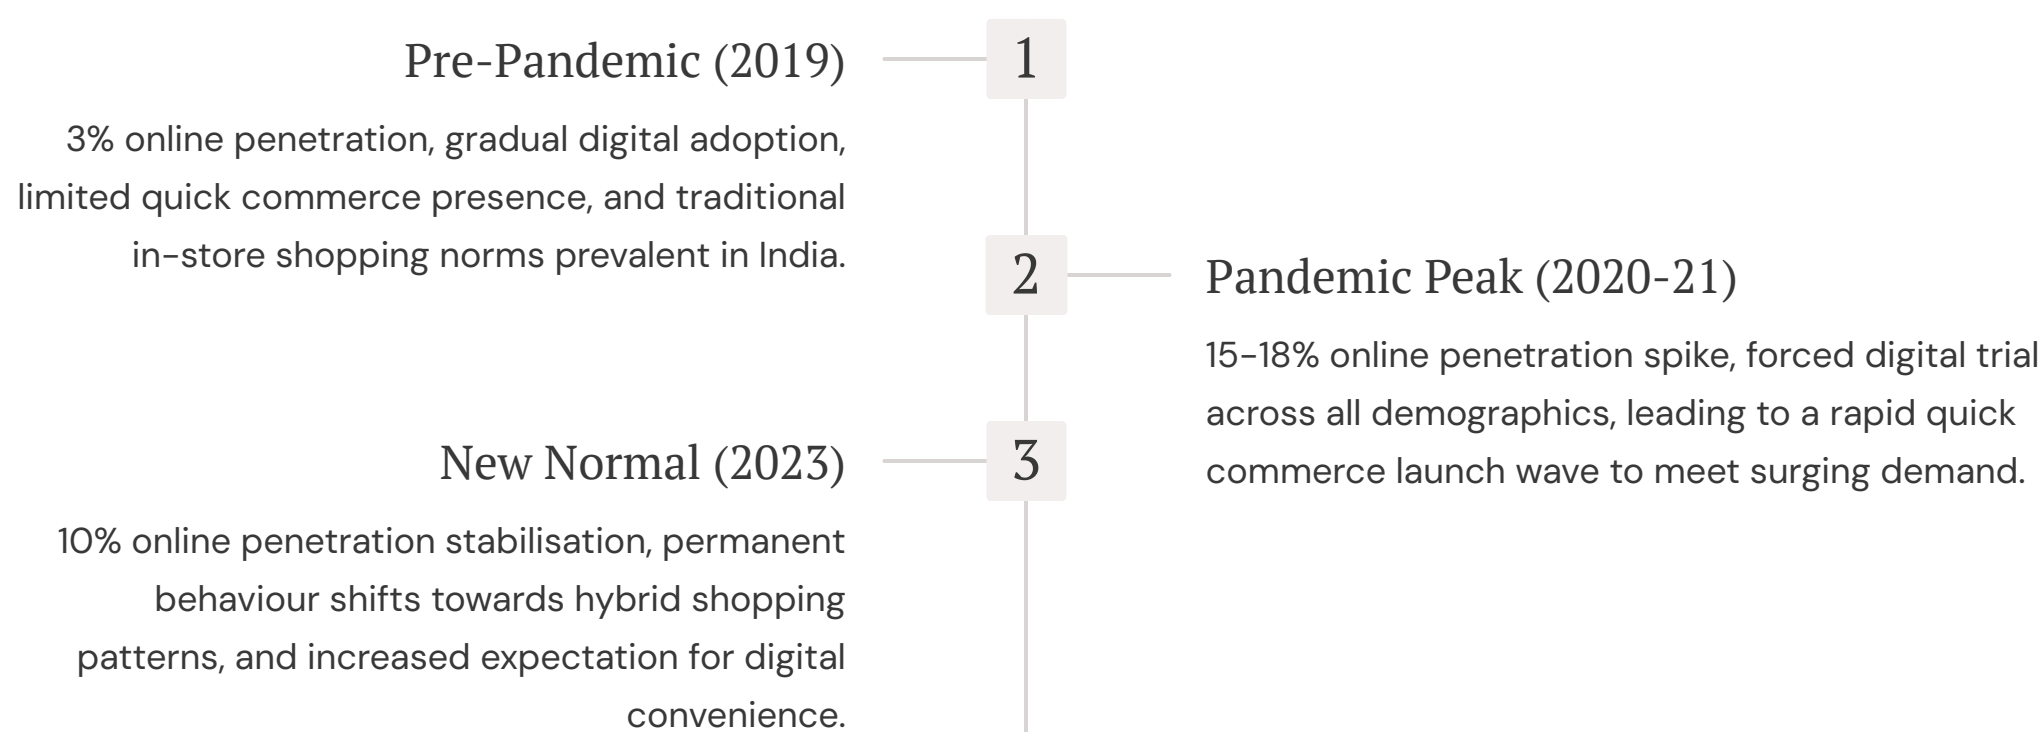 1
Pre-Pandemic (2019)
3% online penetration, gradual digital adoption,
limited quick commerce presence, and traditional
in-store shopping norms prevalent in India.
2
Pandemic Peak (2020-21)
15-18% online penetration spike, forced digital trial
across all demographics, leading to a rapid quick
commerce launch wave to meet surging demand.
3
New Normal (2023)
10% online penetration stabilisation, permanent
behaviour shifts towards hybrid shopping
patterns, and increased expectation for digital
convenience.